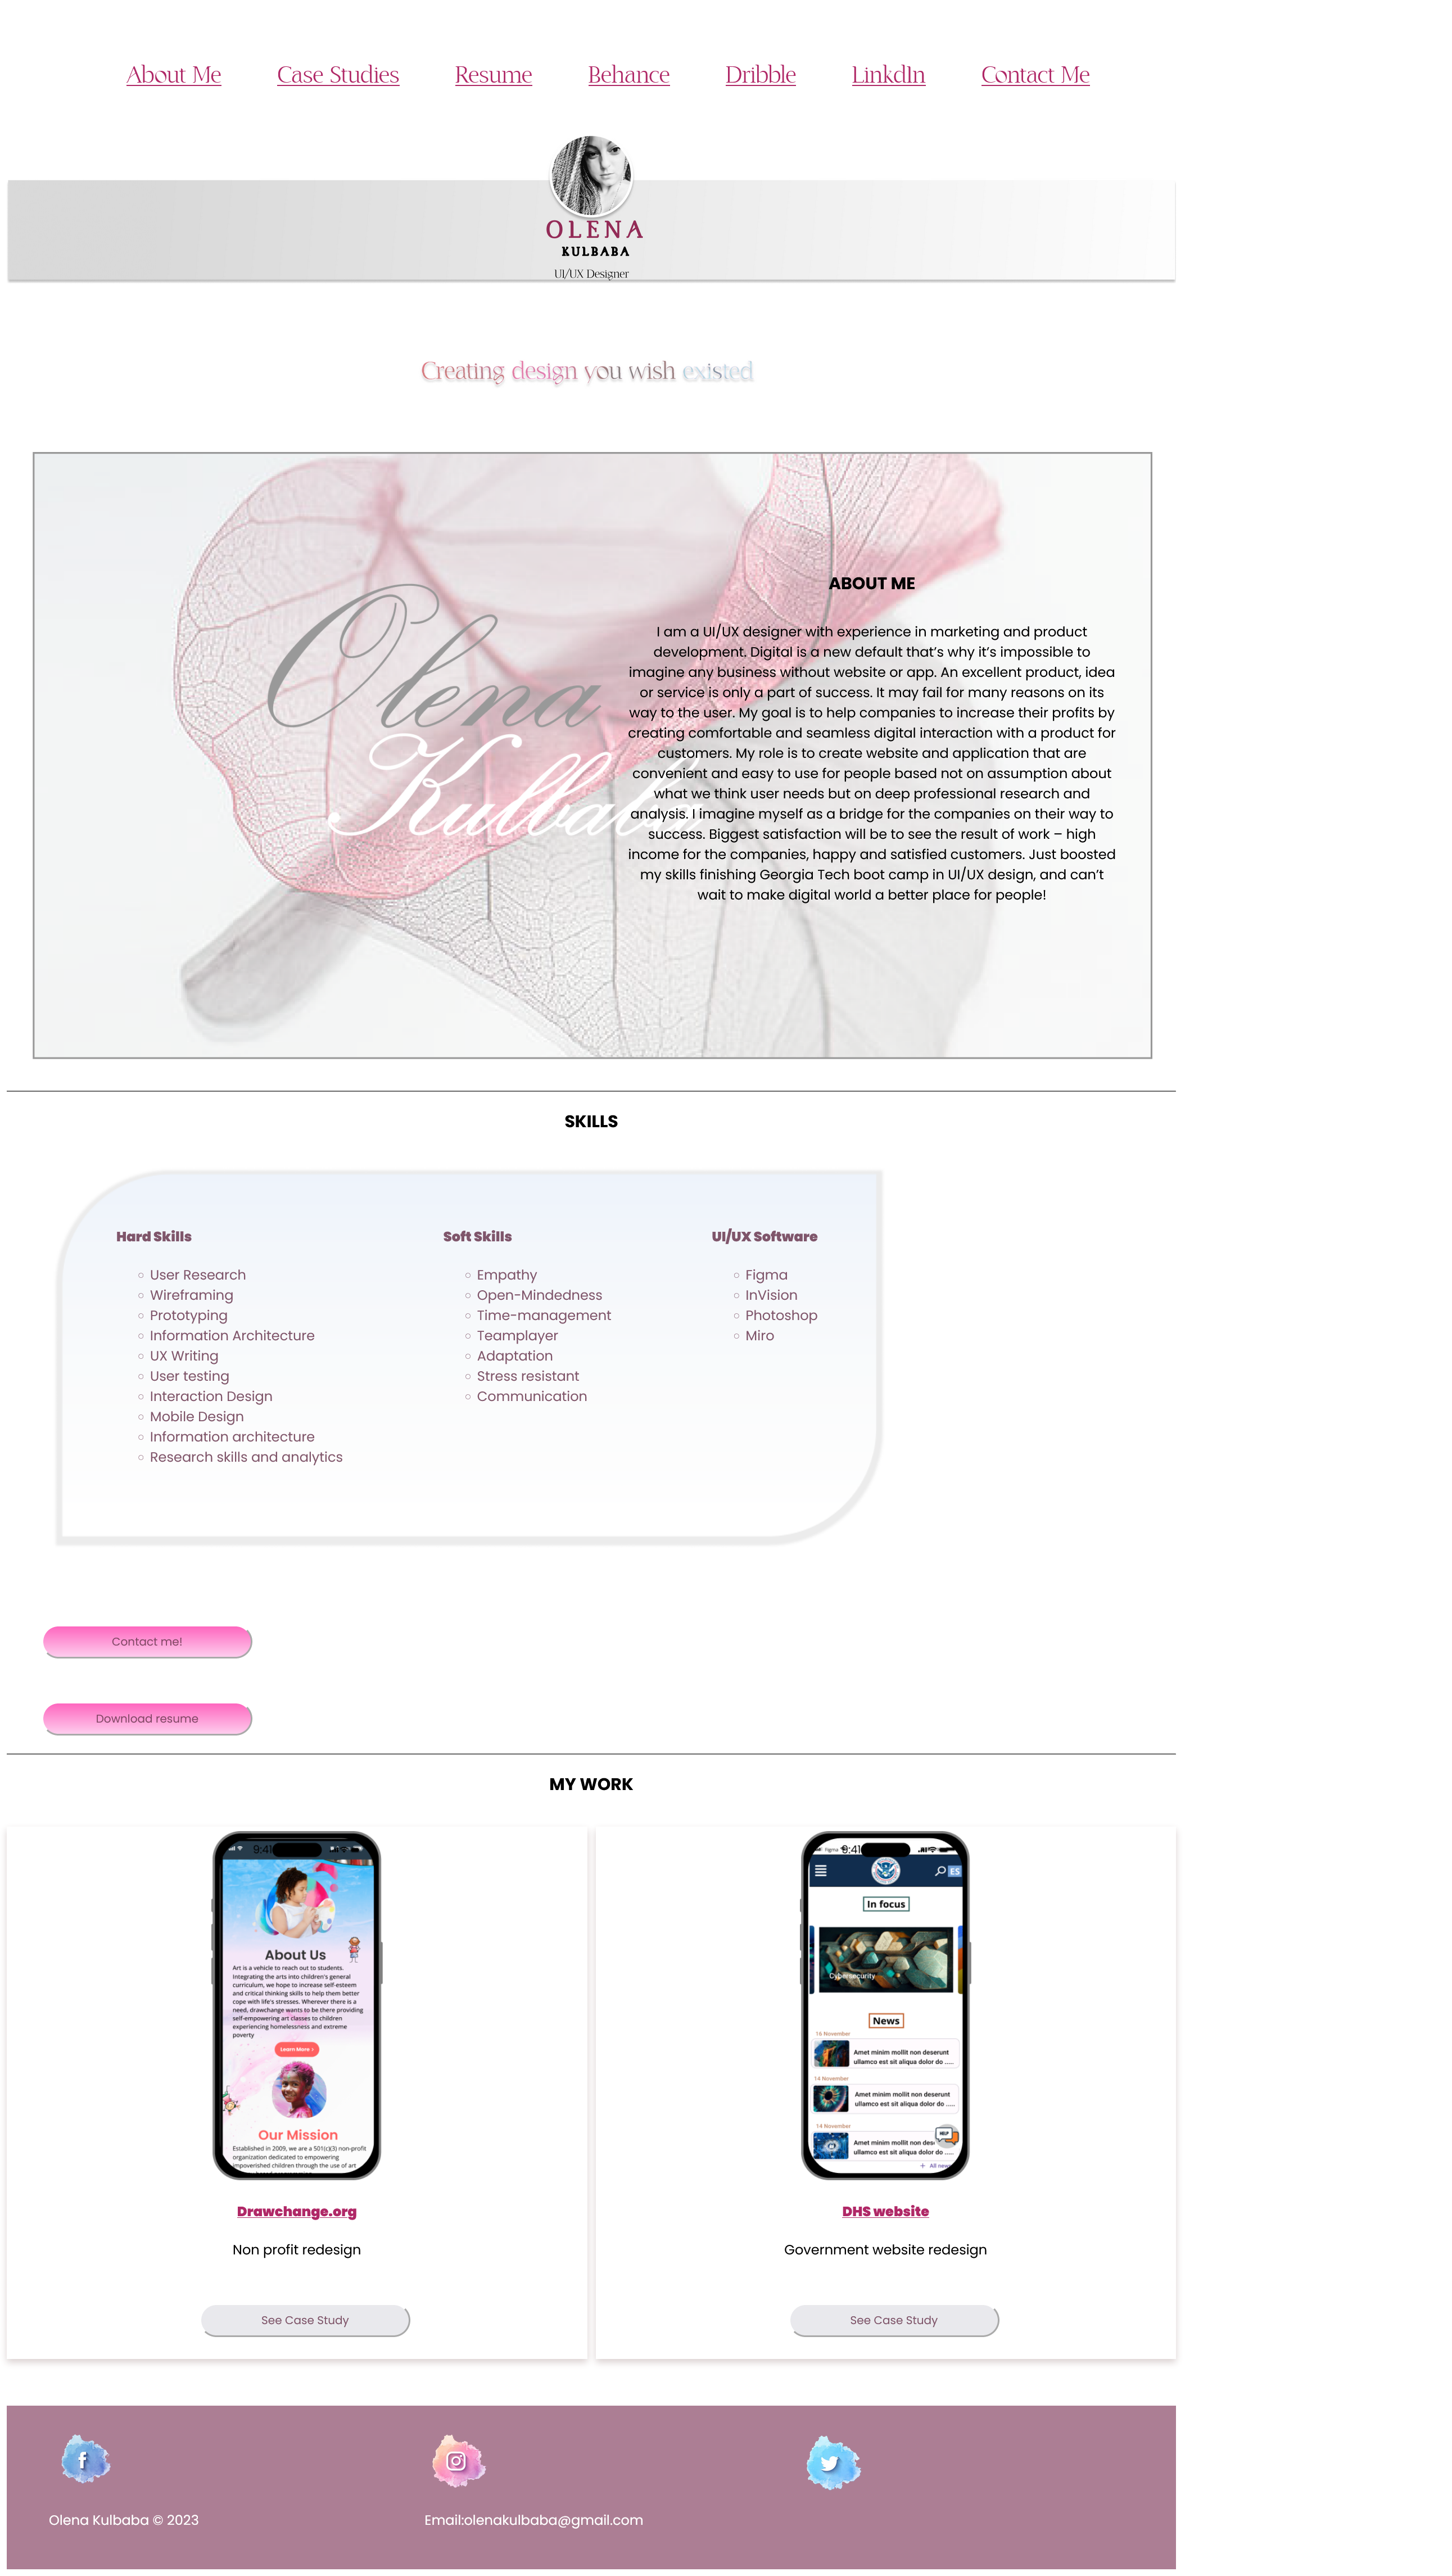 About Me Case Studies Resume Behance Dribble LinkdIn Contact Me
OLENA
KULBABA
UI/UX Designer
Creating design you wish existed
Olena
Kulbaba
ABOUT ME
I am a UI/UX designer with experience in marketing and product
development. Digital is a new default that's why it's impossible to
imagine any business without website or app. An excellent product, idea
or service is only a part of success. It may fail for many reasons on its
way to the user. My goal is to help companies to increase their profits by
creating comfortable and seamless digital interaction with a product for
customers. My role is to create website and application that are
convenient and easy to use for people based not on assumption about
what we think user needs but on deep professional research and
analysis. I imagine myself as a bridge for the companies on their way to
success. Biggest satisfaction will be to see the result of work – high
income for the companies, happy and satisfied customers. Just boosted
my skills finishing Georgia Tech boot camp in UI/UX design, and can't
wait to make digital world a better place for people!
SKILLS
Hard Skills
User Research
Wireframing
Prototyping
Information Architecture
UX Writing
User testing
Interaction Design
Mobile Design
Information architecture
Research skills and analytics
Soft Skills
Empathy
Open-Mindedness
Time-management
Teamplayer
Adaptation
Stress resistant
Communication
UI/UX Software
Figma
InVision
Photoshop
Miro
Contact me!
Download resume
MY WORK
9:41
About Us
Art is a vehicle to reach out to students.
Integrating the arts into children's general
curriculum, we hope to increase self-esteem
and critical thinking skills to help them better
cope with life's stresses. Wherever there is a
need, drawchange wants to be there providing
self-empowering art classes to children
experiencing homelessness and extreme
poverty
Learn More >
Our Mission
Established in 2009, we are a 501(c)(3) non-profit
organization dedicated to empowering
impoverished children through the use of art
Drawchange.org
Non profit redesign
See Case Study
Figma 9:41
ES
In focus
Cybersecurity
News
16 November
Amet minim mollit non deserunt
ullamco est sit aliqua dolor do .....
14 November
Amet minim mollit non deserunt
ullamco est sit aliqua dolor do .....
14 November
Amet minim mollit non des
ullamco est sit aliqua dolor do .....
HELP
+ All news
DHS website
Government website redesign
See Case Study
Olena Kulbaba © 2023
Email:olenakulbaba@gmail.com